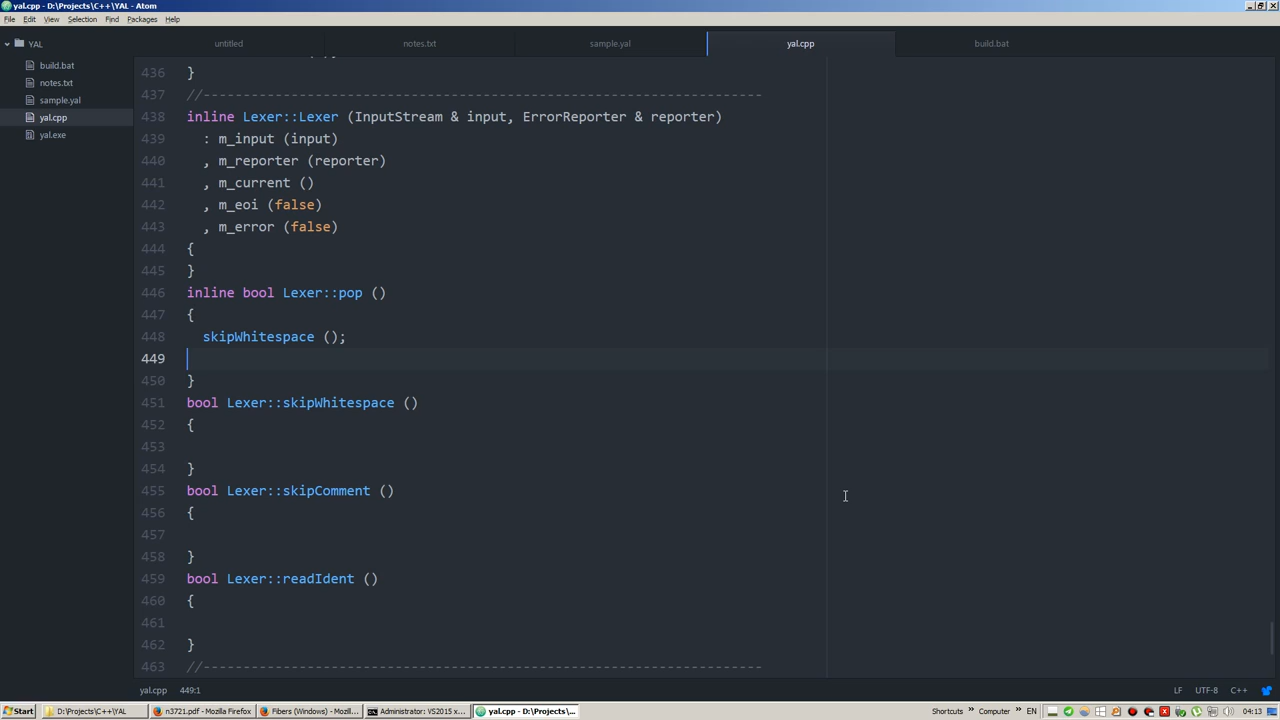 yal.cpp - D:\Projects\C++\YAL - Atom
File Edit View Selection Find Packages Help
YAL
build.bat
notes.txt
sample.yal
yal.cpp
yal.exe
untitled notes.txt sample.yal yal.cpp build.bat
436 }
437 //----------------------------------------------------------------------
438 inline Lexer::Lexer (InputStream & input, ErrorReporter & reporter)
439 : m_input (input)
440 , m_reporter (reporter)
441 , m_current ()
442 , m_eoi (false)
443 , m_error (false)
444 {
445 }
446 inline bool Lexer::pop ()
447 {
448 skipWhitespace ();
449
450 }
451 bool Lexer::skipWhitespace ()
452 {
453
454 }
455 bool Lexer::skipComment ()
456 {
457
458 }
459 bool Lexer::readIdent ()
460 {
461
462 }
463 //----------------------------------------------------------------------
yal.cpp 449:1 LF UTF-8 C++
Start D:\Projects\C++\YAL n3721.pdf - Mozilla Firefox Fibers (Windows) - Mozill... Administrator: VS2015 x... yal.cpp - D:\Projects\... Shortcuts » Computer » EN 04:13